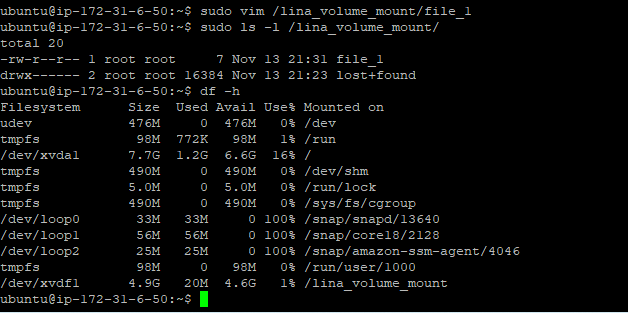 ubuntu@ip-172-31-6-50:~$ sudo vim /lina_volume_mount/file_1
ubuntu@ip-172-31-6-50:~$ sudo ls -l /lina_volume_mount/
total 20
-rw-r--r-- 1 root root     7 Nov 13 21:31 file_1
drwx------ 2 root root 16384 Nov 13 21:23 lost+found
ubuntu@ip-172-31-6-50:~$ df -h
Filesystem      Size  Used Avail Use% Mounted on
udev            476M     0  476M   0% /dev
tmpfs            98M  772K   98M   1% /run
/dev/xvda1      7.7G  1.2G  6.6G  16% /
tmpfs           490M     0  490M   0% /dev/shm
tmpfs           5.0M     0  5.0M   0% /run/lock
tmpfs           490M     0  490M   0% /sys/fs/cgroup
/dev/loop0       33M   33M     0 100% /snap/snapd/13640
/dev/loop1       56M   56M     0 100% /snap/core18/2128
/dev/loop2       25M   25M     0 100% /snap/amazon-ssm-agent/4046
tmpfs            98M     0   98M   0% /run/user/1000
/dev/xvdf1      4.9G   20M  4.6G   1% /lina_volume_mount
ubuntu@ip-172-31-6-50:~$